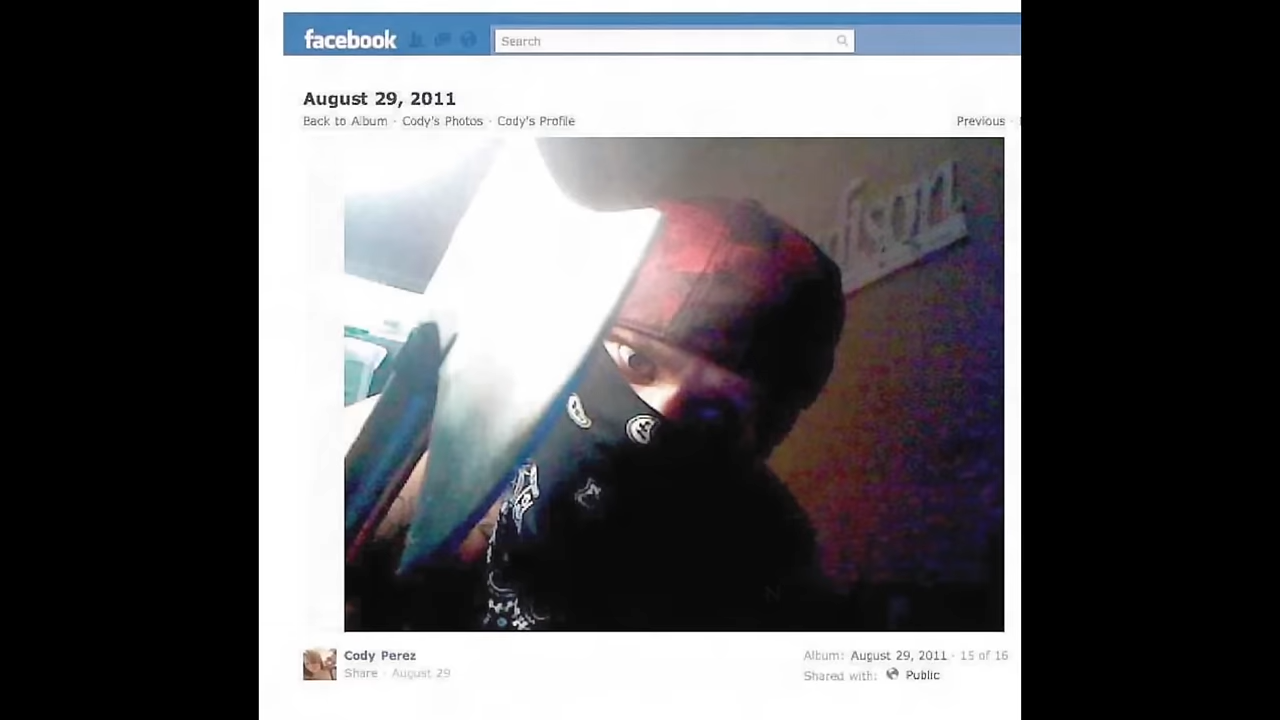 facebook
Search
August 29, 2011
Back to Album · Cody's Photos · Cody's Profile
Previous ·
Cody Perez
Share · August 29
Album: August 29, 2011 · 15 of 16
Shared with: Public